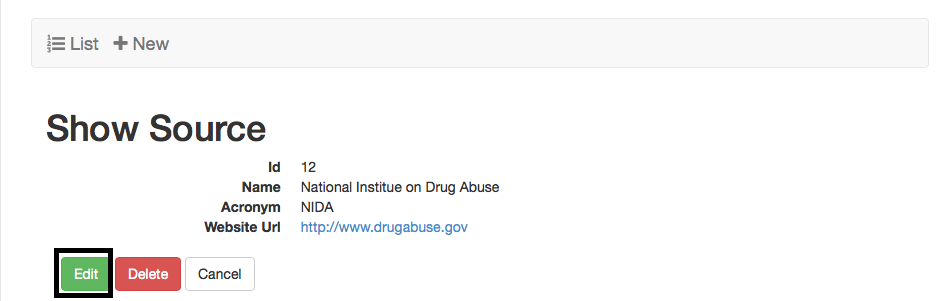 List New
Show Source
Id 12
Name National Institue on Drug Abuse
Acronym NIDA
Website Url http://www.drugabuse.gov
Edit Delete Cancel